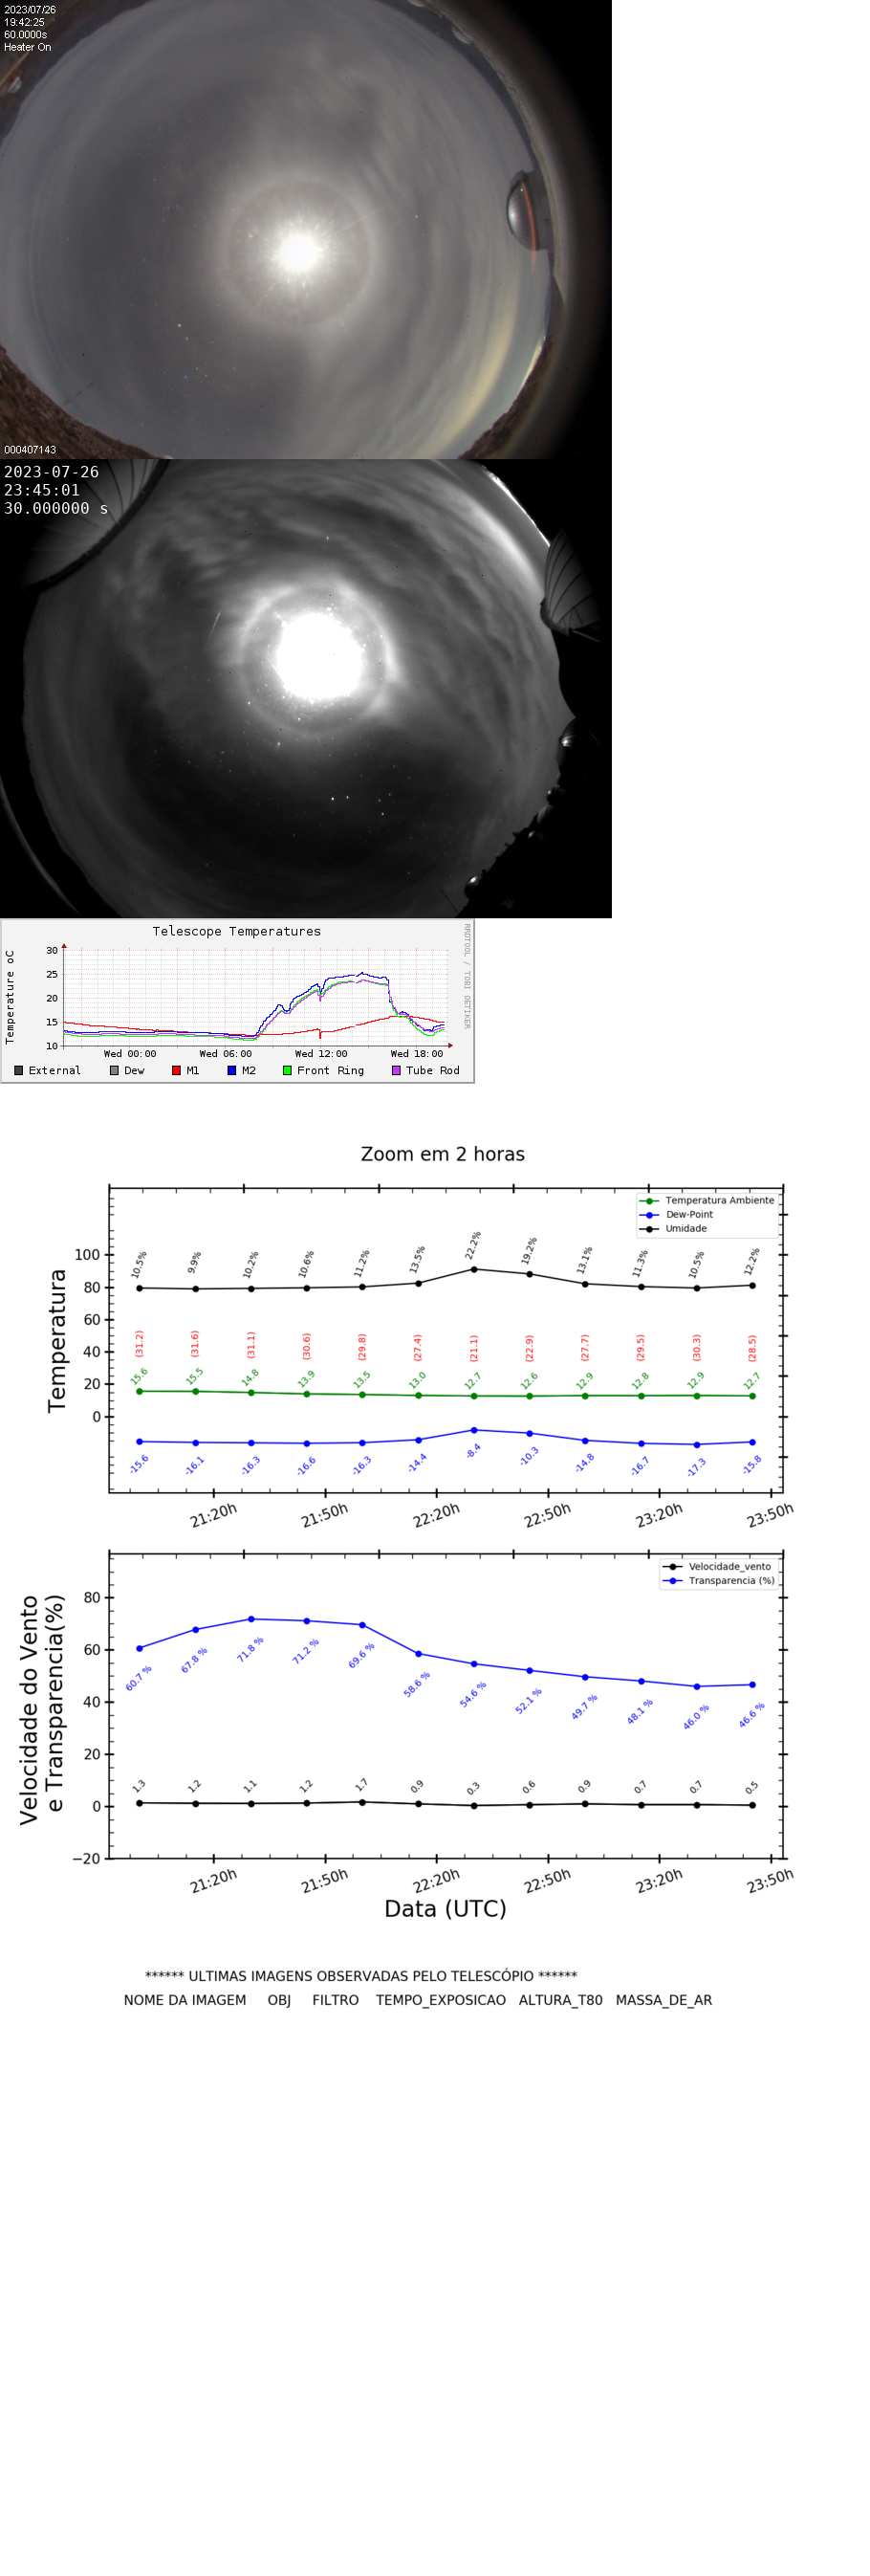 2023/07/26
19:42:25
60.0000s
Heater On
000407143
2023-07-26
23:45:01
30.000000 s
Telescope Temperatures
RRDTOOL / TOBI OETIKER
Temperature oC
30
25
20
15
10
Wed 00:00 Wed 06:00 Wed 12:00 Wed 18:00
External Dew M1 M2 Front Ring Tube Rod
Zoom em 2 horas
Temperatura Ambiente
Dew-Point
Umidade
Temperatura
100
80
60
40
20
0
10.5% 9.9% 10.2% 10.6% 11.2% 13.5% 22.2% 19.2% 13.1% 11.3% 10.5% 12.2%
(31.2) (31.6) (31.1) (30.6) (29.8) (27.4) (21.1) (22.9) (27.7) (29.5) (30.3) (28.5)
15.6 15.5 14.8 13.9 13.5 13.0 12.7 12.6 12.9 12.8 12.9 12.7
-15.6 -16.1 -16.3 -16.6 -16.3 -14.4 -8.4 -10.3 -14.8 -16.7 -17.3 -15.8
21:20h 21:50h 22:20h 22:50h 23:20h 23:50h
Velocidade_vento
Transparencia (%)
Velocidade do Vento
e Transparencia(%)
80
60
40
20
0
−20
60.7 % 67.8 % 71.8 % 71.2 % 69.6 % 58.6 % 54.6 % 52.1 % 49.7 % 48.1 % 46.0 % 46.6 %
1.3 1.2 1.1 1.2 1.7 0.9 0.3 0.6 0.9 0.7 0.7 0.5
21:20h 21:50h 22:20h 22:50h 23:20h 23:50h
Data (UTC)
****** ULTIMAS IMAGENS OBSERVADAS PELO TELESCÓPIO ******
NOME DA IMAGEM OBJ FILTRO TEMPO_EXPOSICAO ALTURA_T80 MASSA_DE_AR